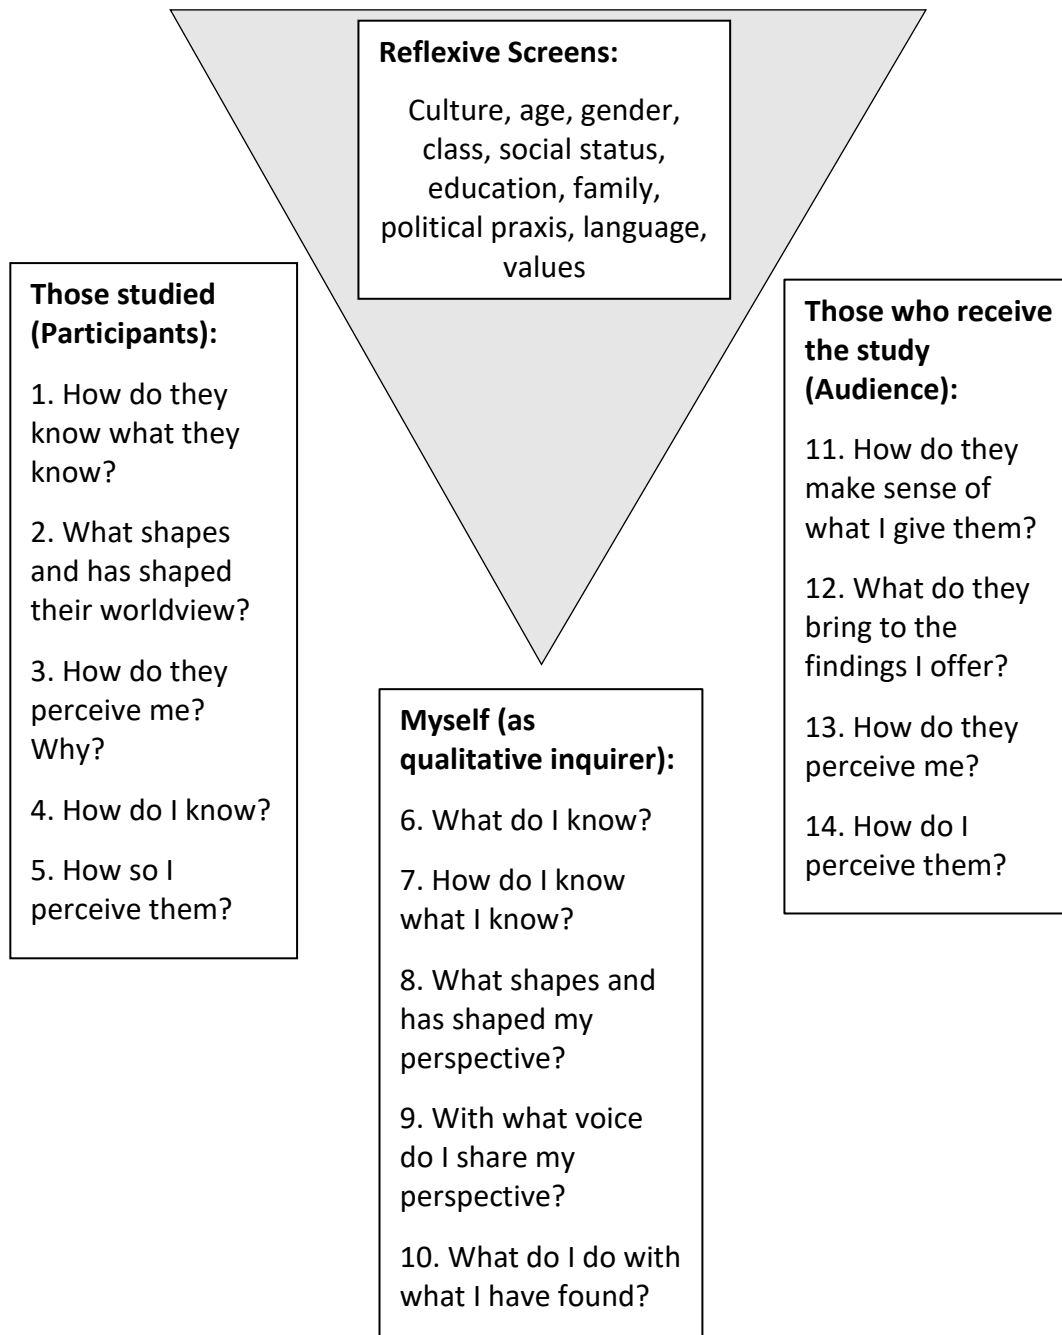 Reflexive Screens:
Culture, age, gender,
class, social status,
education, family,
political praxis, language,
values
Those studied
(Participants):
1. How do they
know what they
know?
2. What shapes
and has shaped
their worldview?
3. How do they
perceive me?
Why?
4. How do I know?
5. How so I
perceive them?
Myself (as
qualitative inquirer):
6. What do I know?
7. How do I know
what I know?
8. What shapes and
has shaped my
perspective?
9. With what voice
do I share my
perspective?
10. What do I do with
what I have found?
Those who receive
the study
(Audience):
11. How do they
make sense of
what I give them?
12. What do they
bring to the
findings I offer?
13. How do they
perceive me?
14. How do I
perceive them?